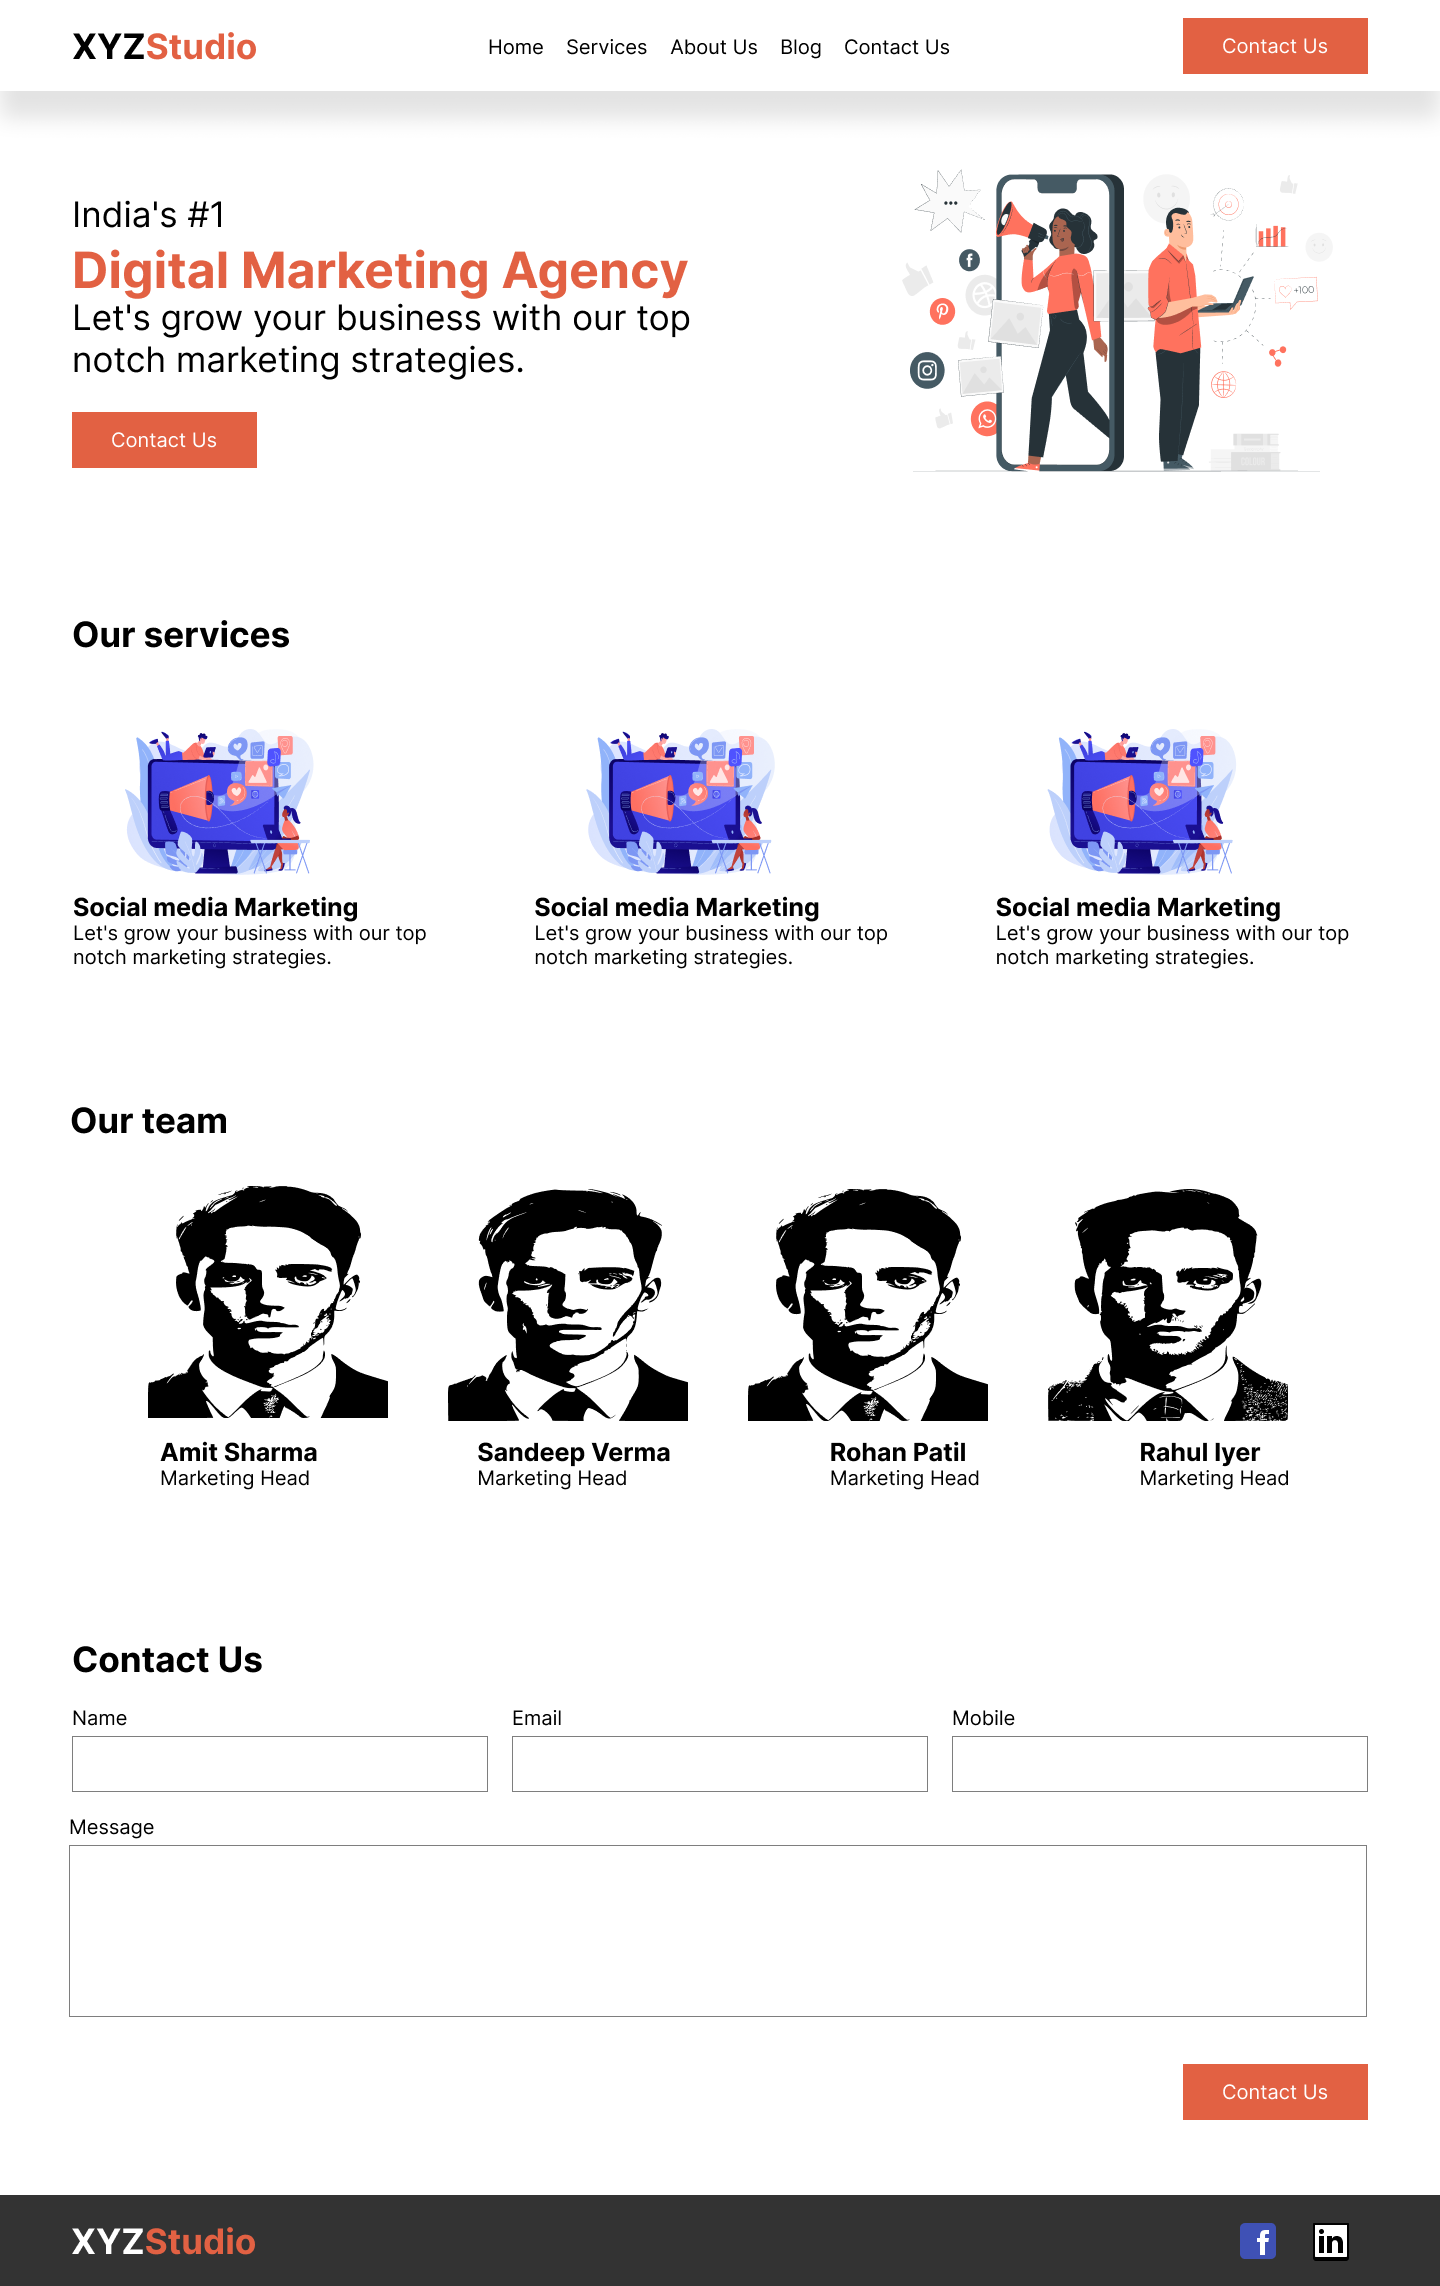 XYZStudio
Home Services About Us Blog Contact Us
Contact Us
India's #1
Digital Marketing Agency
Let's grow your business with our top
notch marketing strategies.
Contact Us
+100
Our services
Social media Marketing
Let's grow your business with our top
notch marketing strategies.
Social media Marketing
Let's grow your business with our top
notch marketing strategies.
Social media Marketing
Let's grow your business with our top
notch marketing strategies.
Our team
Amit Sharma
Marketing Head
Sandeep Verma
Marketing Head
Rohan Patil
Marketing Head
Rahul Iyer
Marketing Head
Contact Us
Name
Email
Mobile
Message
Contact Us
XYZStudio
f
in